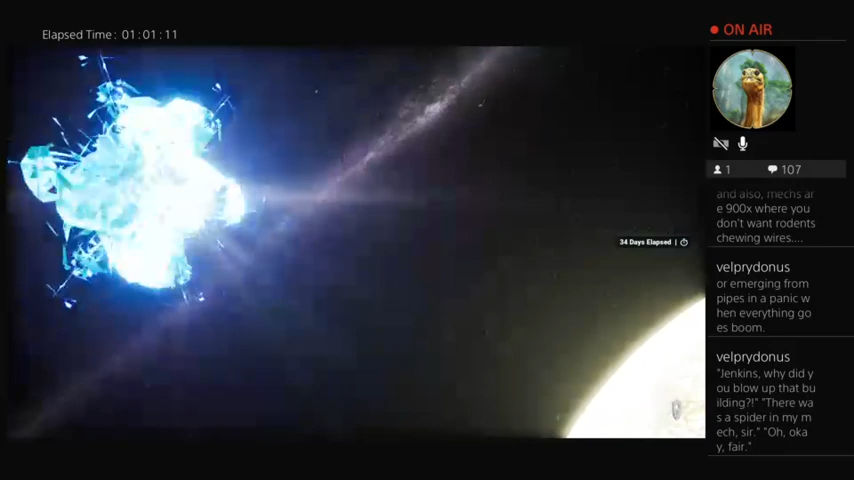 Elapsed Time: 01:01:11
ON AIR
1
107
and also, mechs ar
e 900x where you
don't want rodents
chewing wires....
34 Days Elapsed |
velprydonus
or emerging from
pipes in a panic w
hen everything go
es boom.
velprydonus
"Jenkins, why did y
ou blow up that bu
ilding?!" "There wa
s a spider in my m
ech, sir." "Oh, oka
y, fair."